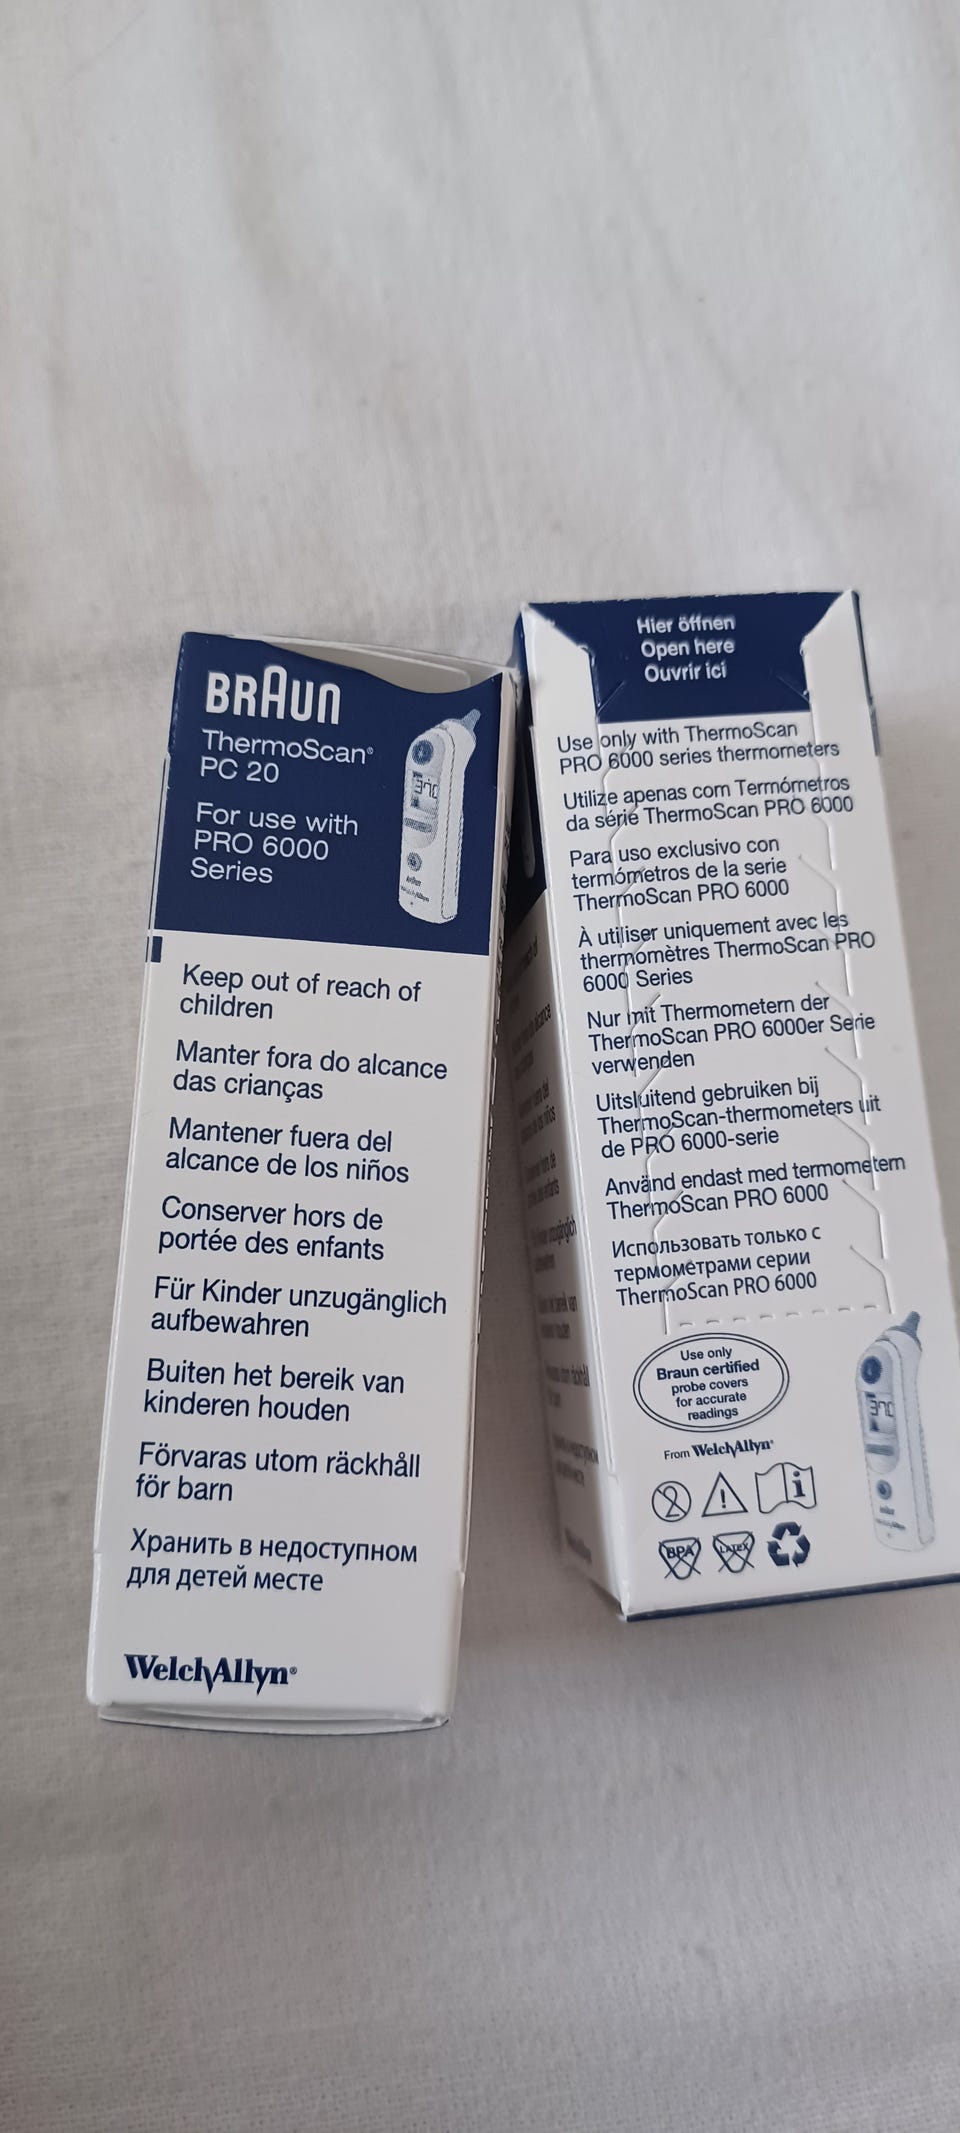 BRAUN
ThermoScan®
PC 20
For use with
PRO 6000
Series
Keep out of reach of
children
Manter fora do alcance
das crianças
Mantener fuera del
alcance de los niños
Conserver hors de
portée des enfants
Für Kinder unzugänglich
aufbewahren
Buiten het bereik van
kinderen houden
Förvaras utom räckhåll
för barn
Хранить в недоступном
для детей месте
WelchAllyn®
Hier öffnen
Open here
Ouvrir ici
Use only with ThermoScan
PRO 6000 series thermometers
Utilize apenas com Termómetros
da série ThermoScan PRO 6000
Para uso exclusivo con
termómetros de la serie
ThermoScan PRO 6000
À utiliser uniquement avec les
thermomètres ThermoScan PRO
6000 Series
Nur mit Thermometern der
ThermoScan PRO 6000er Serie
verwenden
Uitsluitend gebruiken bij
ThermoScan-thermometers uit
de PRO 6000-serie
Använd endast med termometern
ThermoScan PRO 6000
Использовать только с
термометрами серии
ThermoScan PRO 6000
Use only
Braun certified
probe covers
for accurate
readings
From WelchAllyn®
2
BPA
LATEX